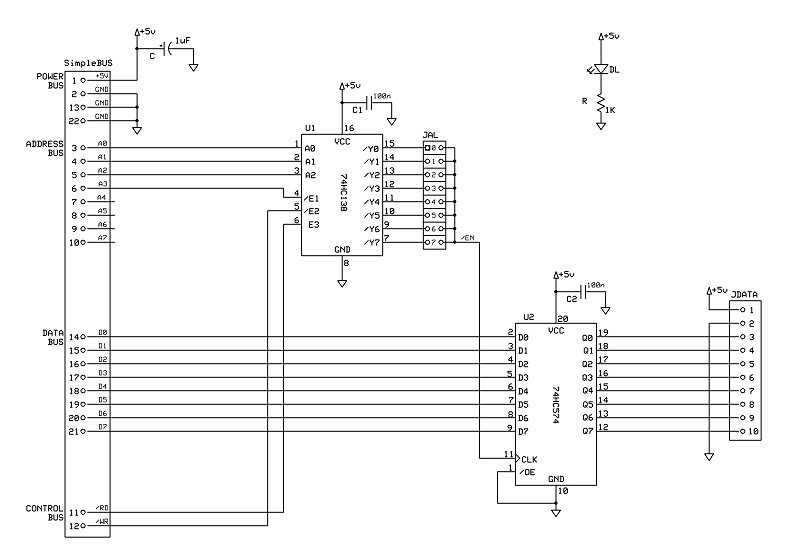 +5v
1uF
C
SimpleBUS
POWER BUS
1 +5V
2 GND
13 GND
22 GND
ADDRESS BUS
3 A0
4 A1
5 A2
6 A3
7 A4
8 A5
9 A6
10 A7
DATA BUS
14 D0
15 D1
16 D2
17 D3
18 D4
19 D5
20 D6
21 D7
CONTROL BUS
11 /RD
12 /WR
+5v
C1 100n
U1
16
VCC
74HC138
1 A0
2 A1
3 A2
4 /E1
5 /E2
6 E3
/Y0 15
/Y1 14
/Y2 13
/Y3 12
/Y4 11
/Y5 10
/Y6 9
/Y7 7
GND
8
JAL
0
1
2
3
4
5
6
7
/EN
+5v
DL
R
1K
+5v
C2 100n
U2
20
VCC
74HC574
2 D0
3 D1
4 D2
5 D3
6 D4
7 D5
8 D6
9 D7
11 CLK
1 /OE
Q0 19
Q1 18
Q2 17
Q3 16
Q4 15
Q5 14
Q6 13
Q7 12
GND
10
+5v
JDATA
1
2
3
4
5
6
7
8
9
10